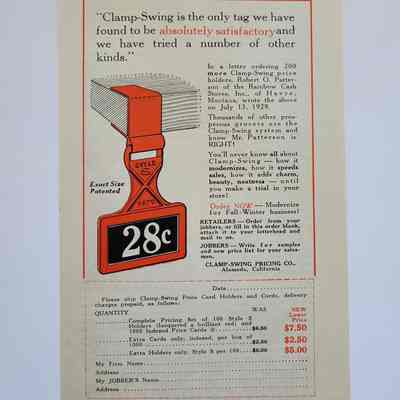 "Clamp-Swing is the only tag we have
found to be absolutely satisfactory and
we have tried a number of other
kinds."
In a letter ordering 200
more Clamp-Swing price
holders, Robert O. Patter-
son of the Rainbow Cash
Stores, Inc., of Havre,
Montana, wrote the above
on July 13, 1929.
Thousands of other pros-
perous grocers use the
Clamp-Swing system and
know Mr. Patterson is
RIGHT!
You'll never know all about
Clamp-Swing — how it
modernizes, how it speeds
sales, how it adds charm,
beauty, neatness — until
you make a trial in your
store!
Order NOW — Modernize
for Fall-Winter business!
RETAILERS — Order from your
jobbers, or fill in this order blank,
attach it to your letterhead and
mail to us.
JOBBERS — Write for samples
and new price list for your sales-
men.
CLAMP-SWING PRICING CO.,
Alameda, California
Exact Size
Patented
STYLE
S
PAT'D
28c
Date
Please ship Clamp-Swing Price Card Holders and Cards, delivery
charges prepaid, as follows:
QUANTITY WAS NEW Lower Price
Complete Pricing Set of 100 Style S
Holders (lacquered a brilliant red) and
1000 Indexed Price Cards @ $7.50
Extra Cards only, indexed, per box of
1000 $2.50
Extra Holders only, Style S per 100 $5.00
My Firm Name
Address
My JOBBER'S Name
Address